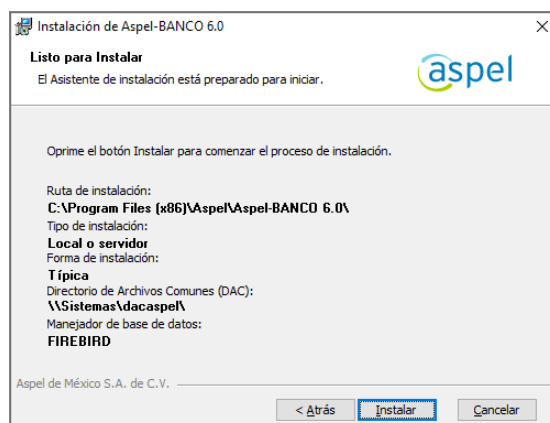 Instalación de Aspel-BANCO 6.0
Listo para Instalar
El Asistente de instalación está preparado para iniciar.
aspel
Oprime el botón Instalar para comenzar el proceso de instalación.
Ruta de instalación:
C:\Program Files (x86)\Aspel\Aspel-BANCO 6.0\
Tipo de instalación:
Local o servidor
Forma de instalación:
Típica
Directorio de Archivos Comunes (DAC):
\\Sistemas\dacaspel\
Manejador de base de datos:
FIREBIRD
Aspel de México S.A. de C.V.
< Atrás Instalar Cancelar